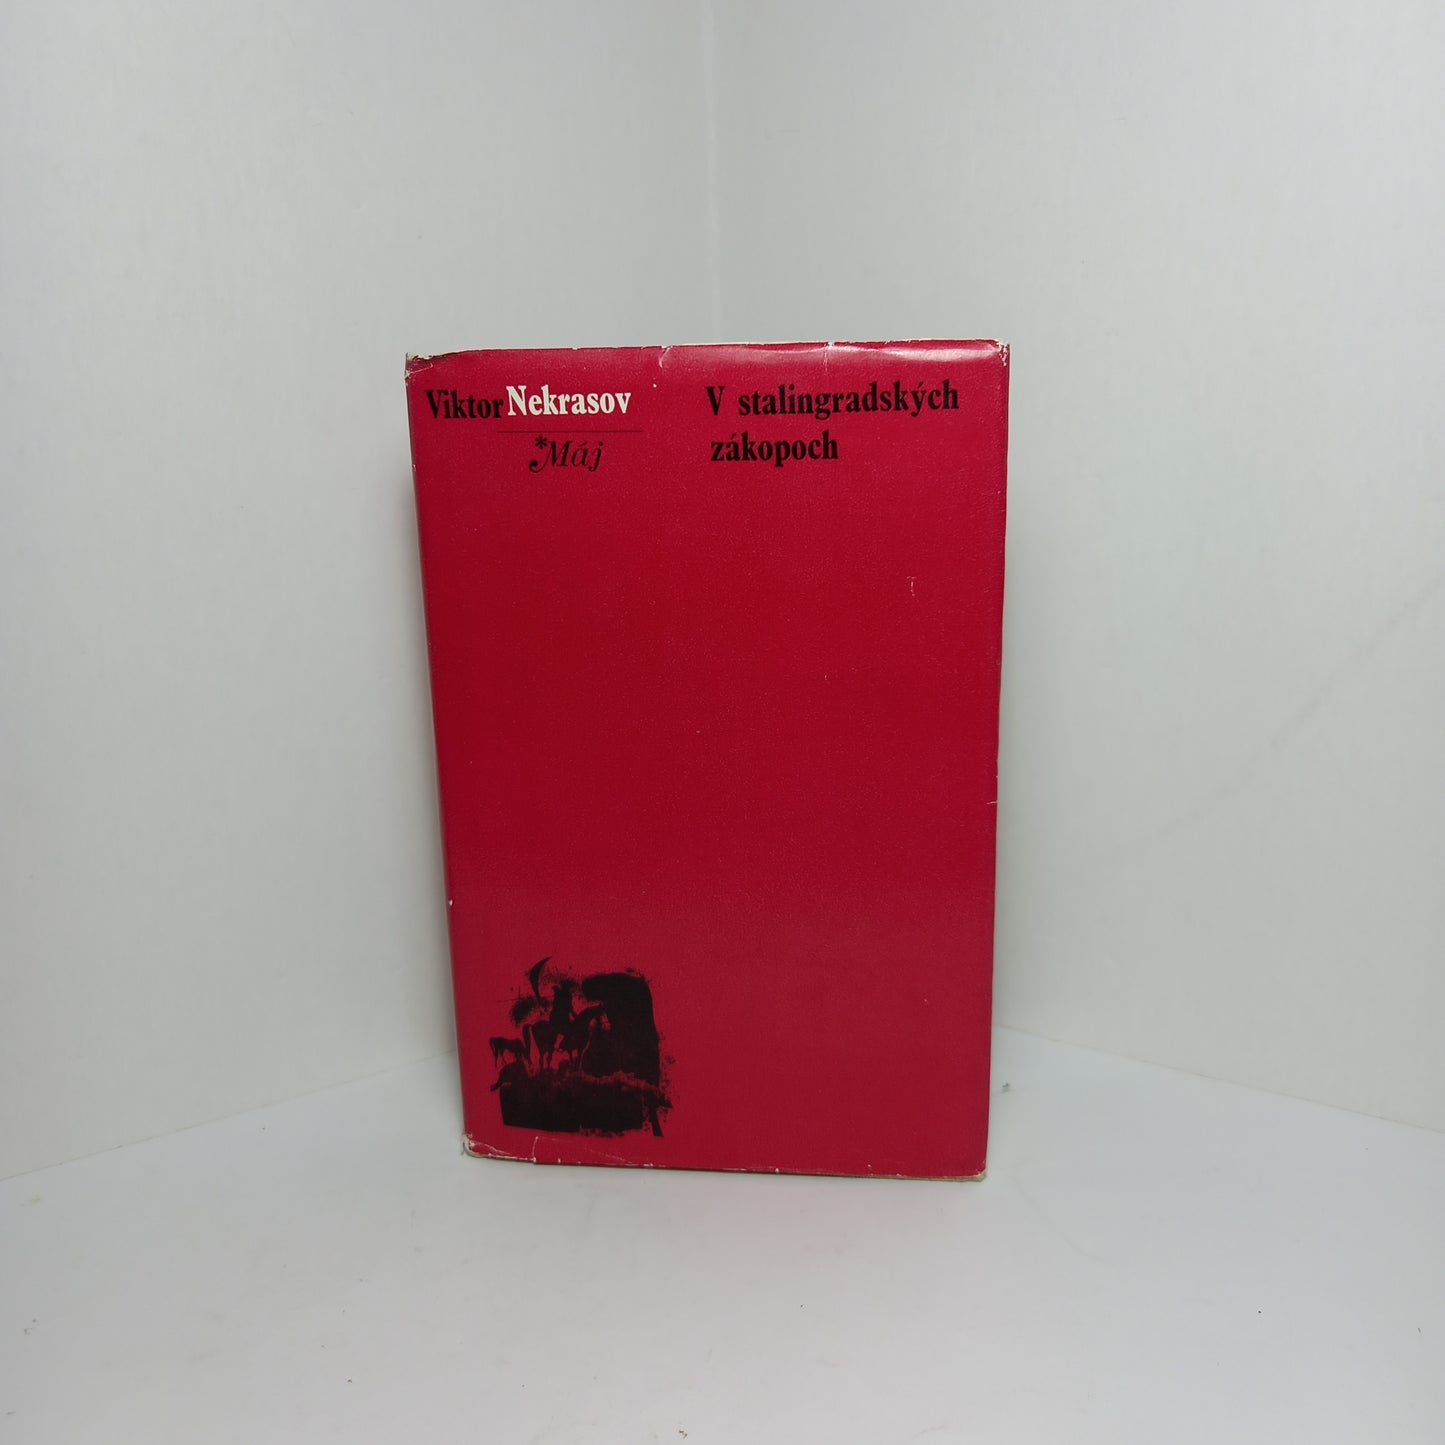 Viktor Nekrasov
*Máj
V stalingradských
zákopoch